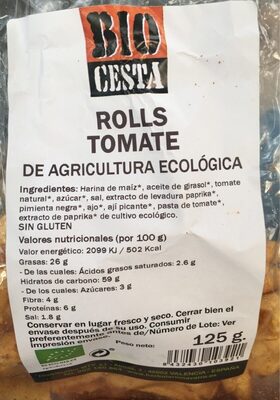 BIO
CESTA
ROLLS
TOMATE
DE AGRICULTURA ECOLÓGICA
Ingredientes: Harina de maíz*, aceite de girasol*, tomate
natural*, azúcar*, sal, extracto de levadura paprika*,
pimienta negra*, ajo*, ají picante*, pasta de tomate*,
extracto de paprika* de cultivo ecológico.
SIN GLUTEN
Valores nutricionales (por 100 g)
Valor energético: 2099 KJ / 502 Kcal
Grasas: 26 g
- De las cuales: Ácidos grasos saturados: 2.6 g
Hidratos de carbono: 59 g
- De los cuales: Azúcares: 3 g
Fibra: 4 g
Proteínas: 6 g
Sal: 1.8 g
Conservar en lugar fresco y seco. Cerrar bien el
envase después de su uso. Consumir
preferentemente antes de/Número de Lote: Ver
impresión envase.
Peso neto:
125 g.
VALENCIA - ESPAÑA